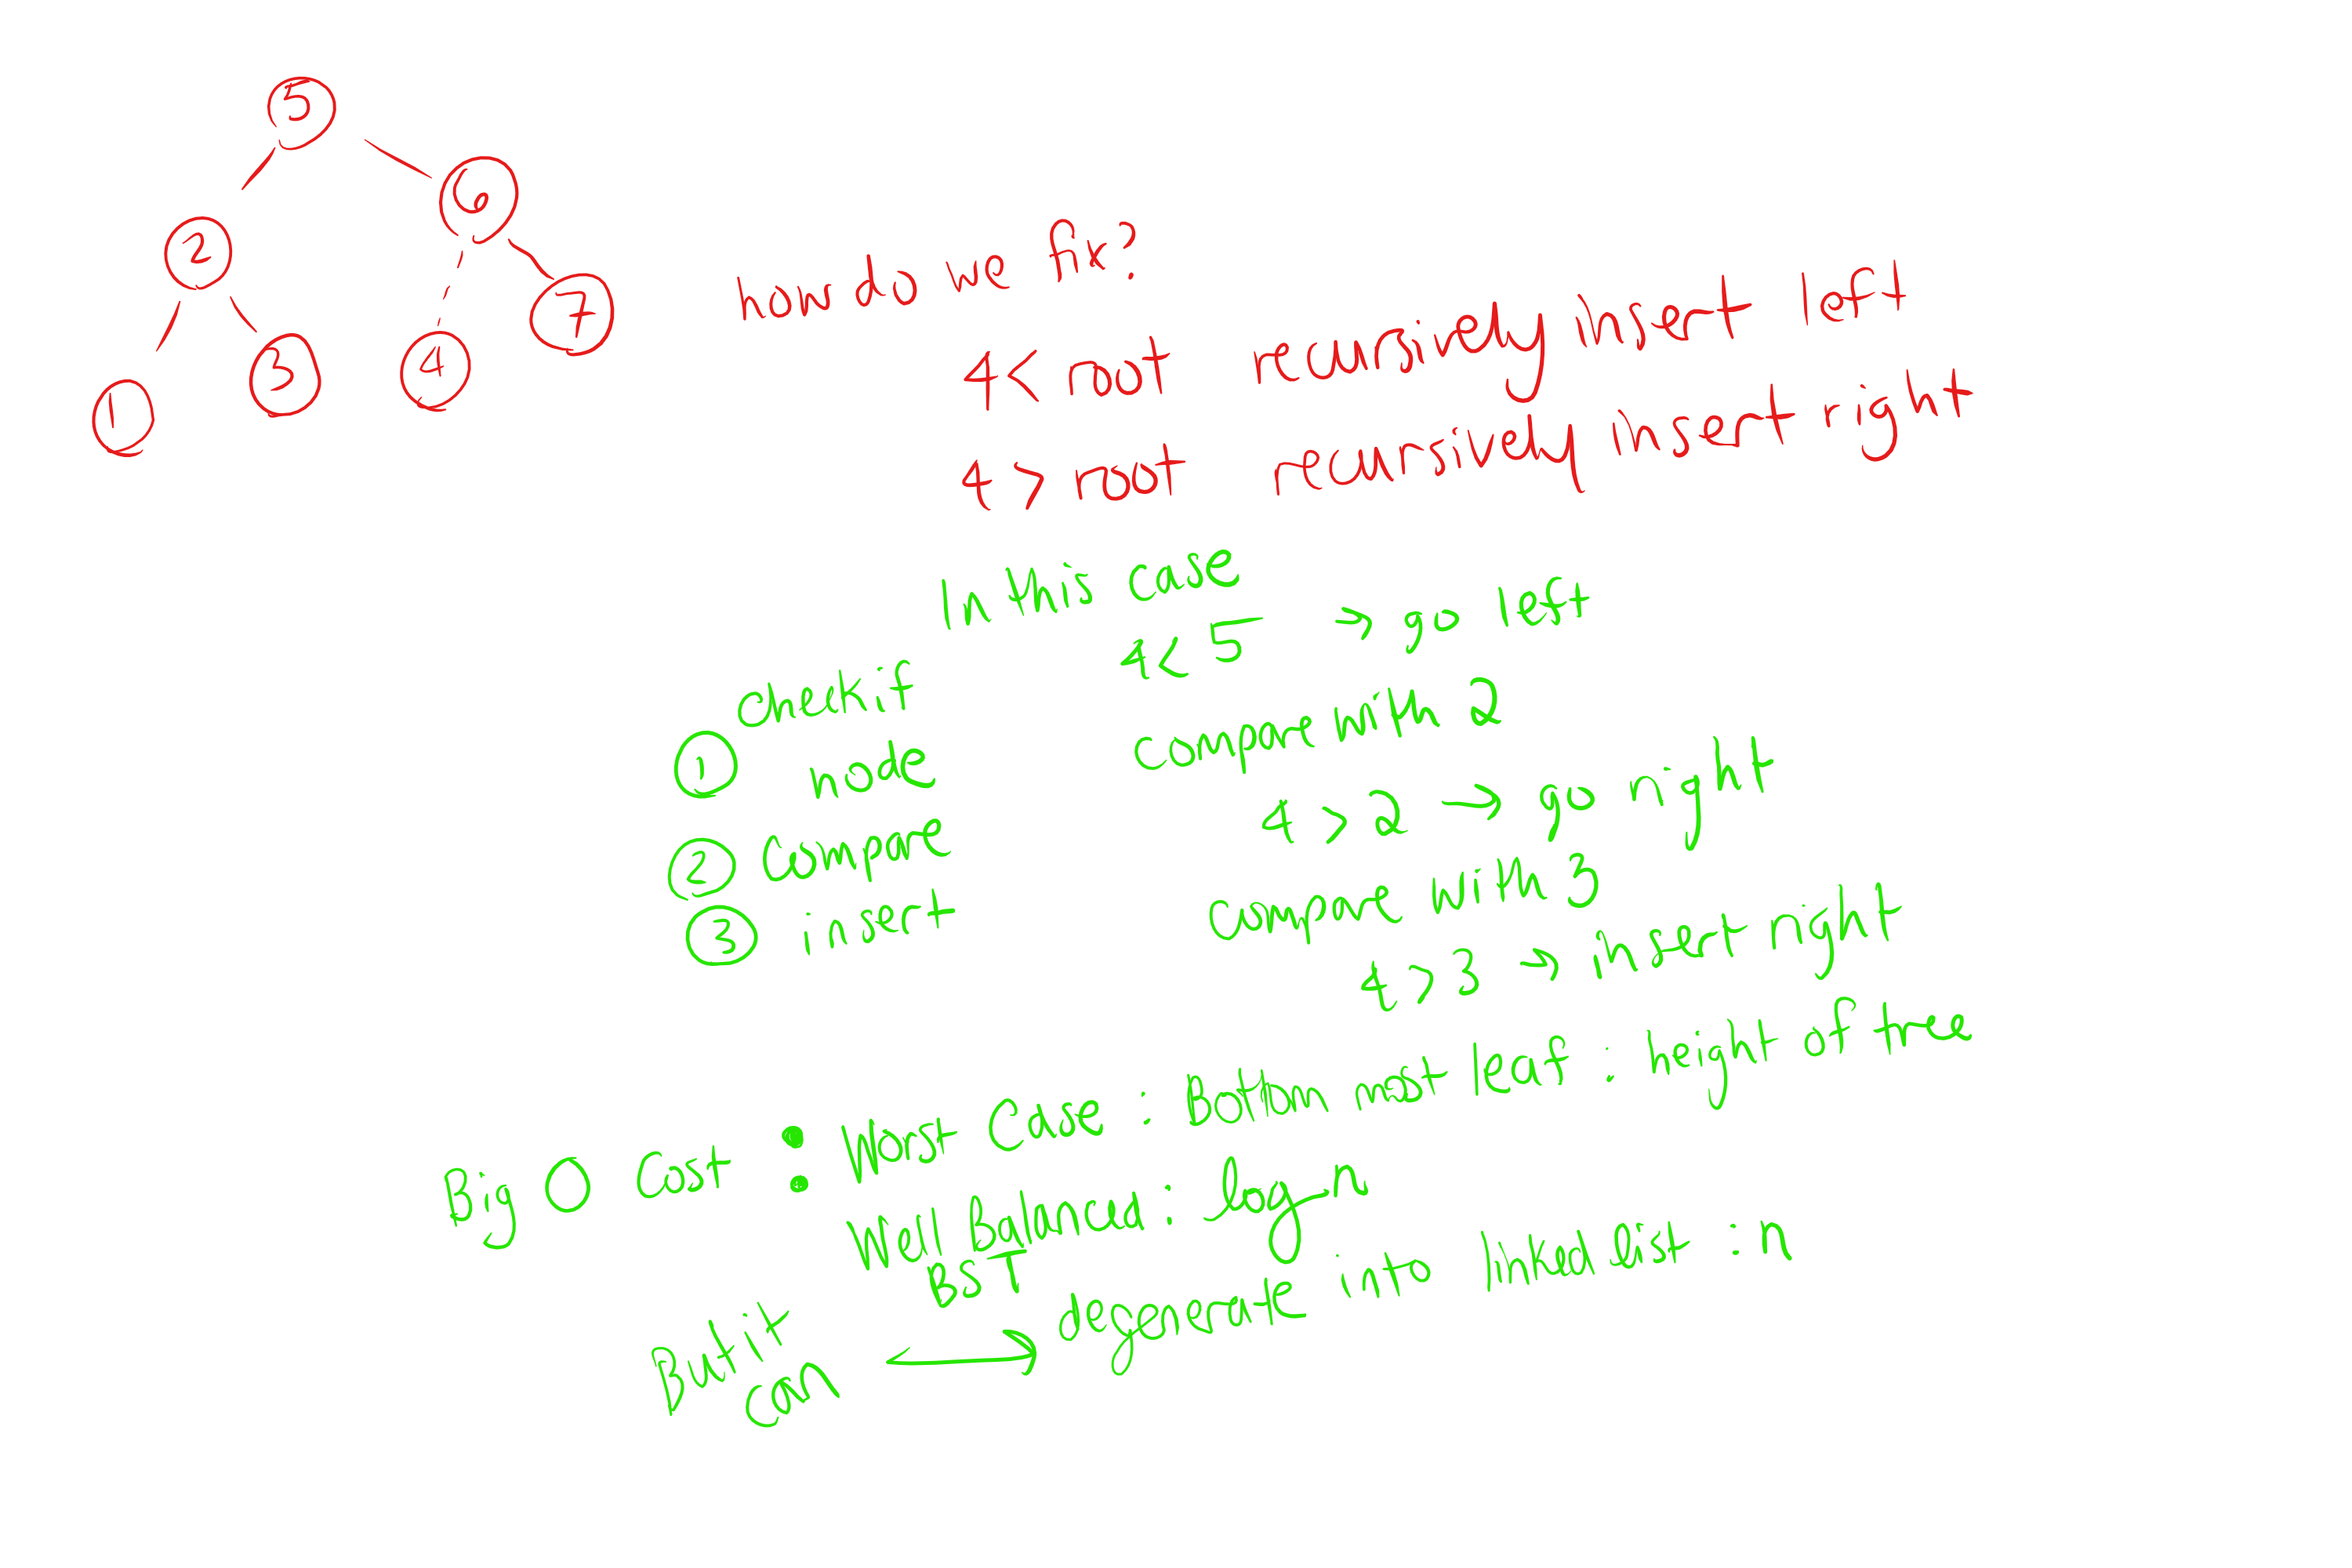 5
6
2
7
3
4
1
how do we fix?
4 < root recursively insert left
4 > root recursively insert right
In this case
4 < 5 → go left
① check if
node
② Compare
③ insert
compare with 2
4 > 2 → go right
compare with 3
4 > 3 → insert right
Big O Cost : Worst Case : Bottom most leaf : height of tree
Well Balanced : log n
BST
But it
can → degenerate into linked list : n